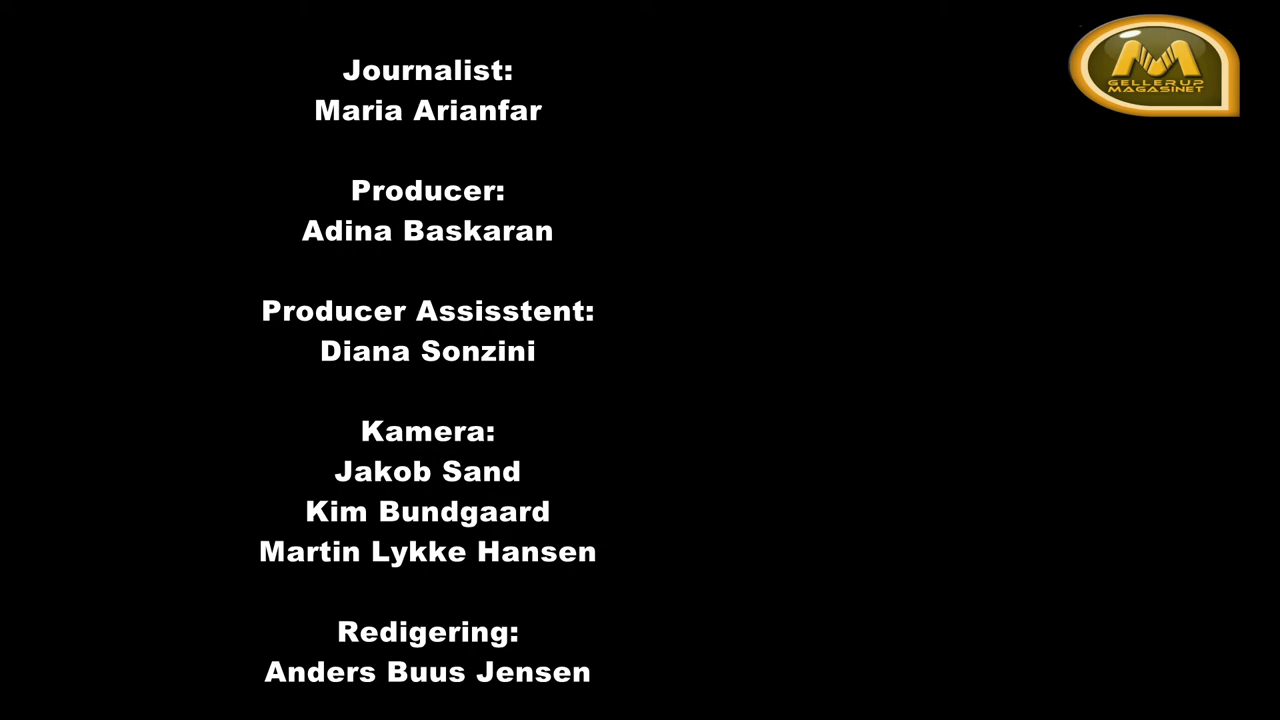 Journalist:
Maria Arianfar
Producer:
Adina Baskaran
Producer Assisstent:
Diana Sonzini
Kamera:
Jakob Sand
Kim Bundgaard
Martin Lykke Hansen
Redigering:
Anders Buus Jensen
GELLERUP
MAGASINET